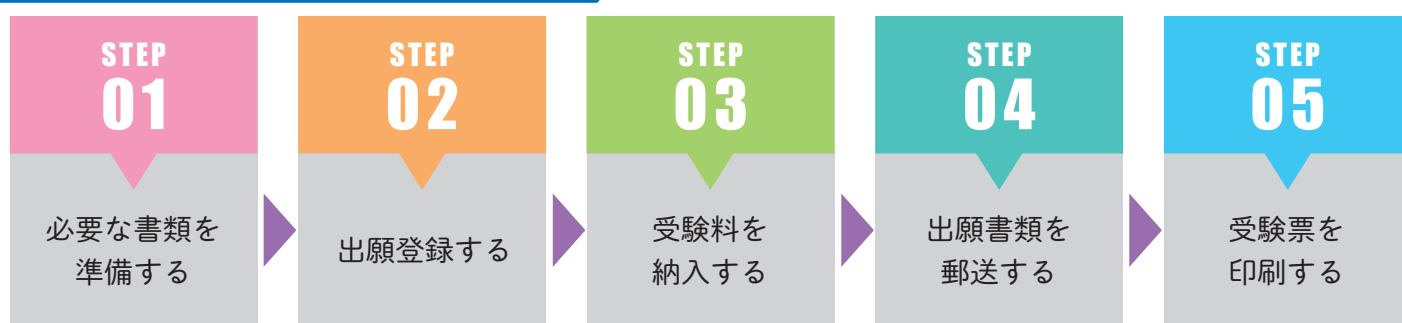 STEP
01
必要な書類を
準備する
STEP
02
出願登録する
STEP
03
受験料を
納入する
STEP
04
出願書類を
郵送する
STEP
05
受験票を
印刷する